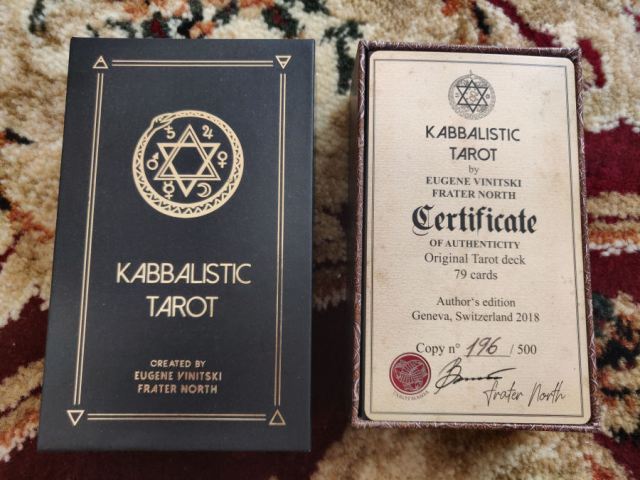 KABBALISTIC
TAROT
CREATED BY
EUGENE VINITSKI
FRATER NORTH
KABBALISTIC
TAROT
by
EUGENE VINITSKI
FRATER NORTH
Certificate
OF AUTHENTICITY
Original Tarot deck
79 cards
Author's edition
Geneva, Switzerland 2018
Copy n° 196 / 500
Frater North